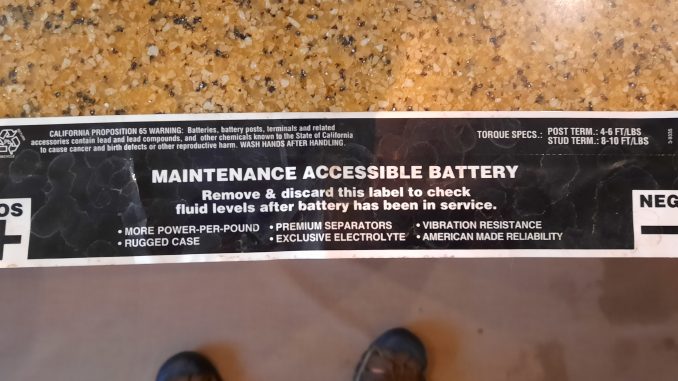 CALIFORNIA PROPOSITION 65 WARNING: Batteries, battery posts, terminals and related
accessories contain lead and lead compounds, and other chemicals known to the State of California
to cause cancer and birth defects or other reproductive harm. WASH HANDS AFTER HANDLING.
TORQUE SPECS.: POST TERM.: 4-6 FT/LBS
STUD TERM.: 8-10 FT/LBS
MAINTENANCE ACCESSIBLE BATTERY
Remove & discard this label to check
fluid levels after battery has been in service.
OS
+
NEG
−
• MORE POWER-PER-POUND • PREMIUM SEPARATORS • VIBRATION RESISTANCE
• RUGGED CASE • EXCLUSIVE ELECTROLYTE • AMERICAN MADE RELIABILITY